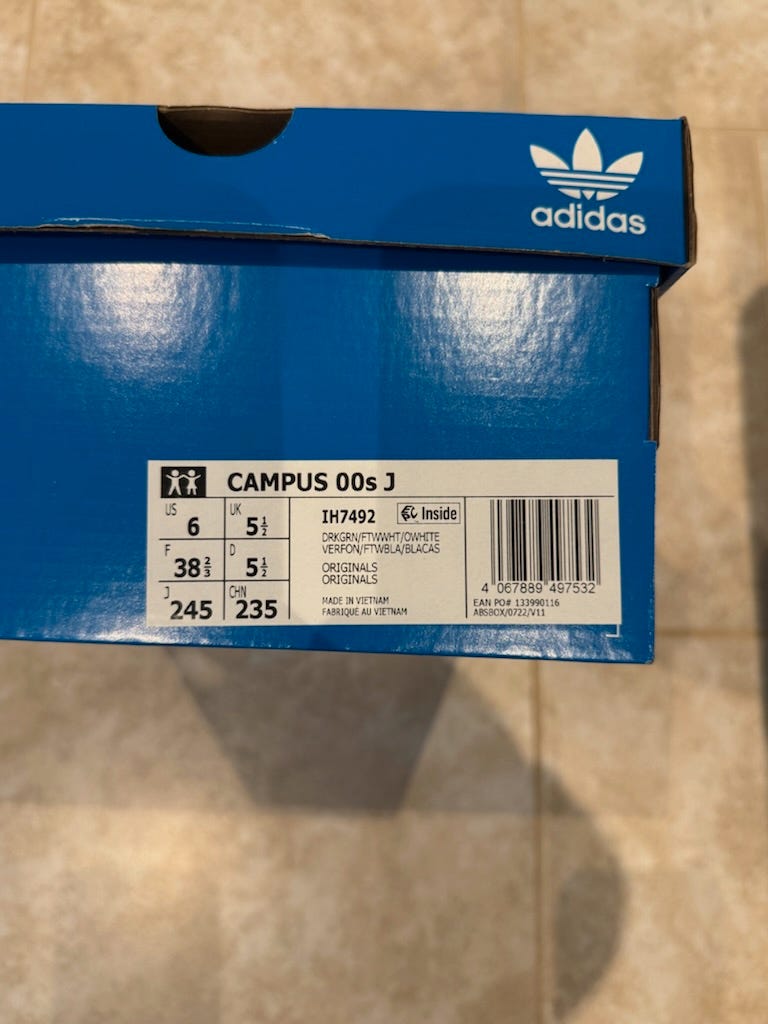 adidas
CAMPUS 00s J
US
6
UK
5½
F
38⅔
D
5½
J
245
CHN
235
IH7492
Inside
DRKGRN/FTWWHT/OWHITE
VERFON/FTWBLA/BLACAS
ORIGINALS
ORIGINALS
MADE IN VIETNAM
FABRIQUÉ AU VIETNAM
4 067889 497532
EAN PO# 133990116
ABSBOX/0722/V11